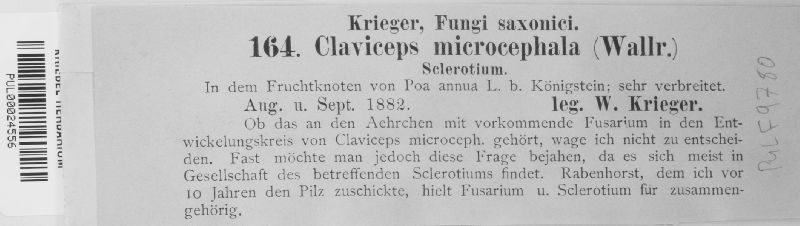 Krieger, Fungi saxonici.
164. Claviceps microcephala (Wallr.)
Sclerotium.
In dem Fruchtknoten von Poa annua L. b. Königstein; sehr verbreitet.
Aug. u. Sept. 1882. leg. W. Krieger.
Ob das an den Aehrchen mit vorkommende Fusarium in den Ent-
wickelungskreis von Claviceps microceph. gehört, wage ich nicht zu entschei-
den. Fast möchte man jedoch diese Frage bejahen, da es sich meist in
Gesellschaft des betreffenden Sclerotiums findet. Rabenhorst, dem ich vor
10 Jahren den Pilz zuschickte, hielt Fusarium u. Sclerotium für zusammen-
gehörig.
PUL00024556
KRIEBEL HERBARIUM
PUL F9780